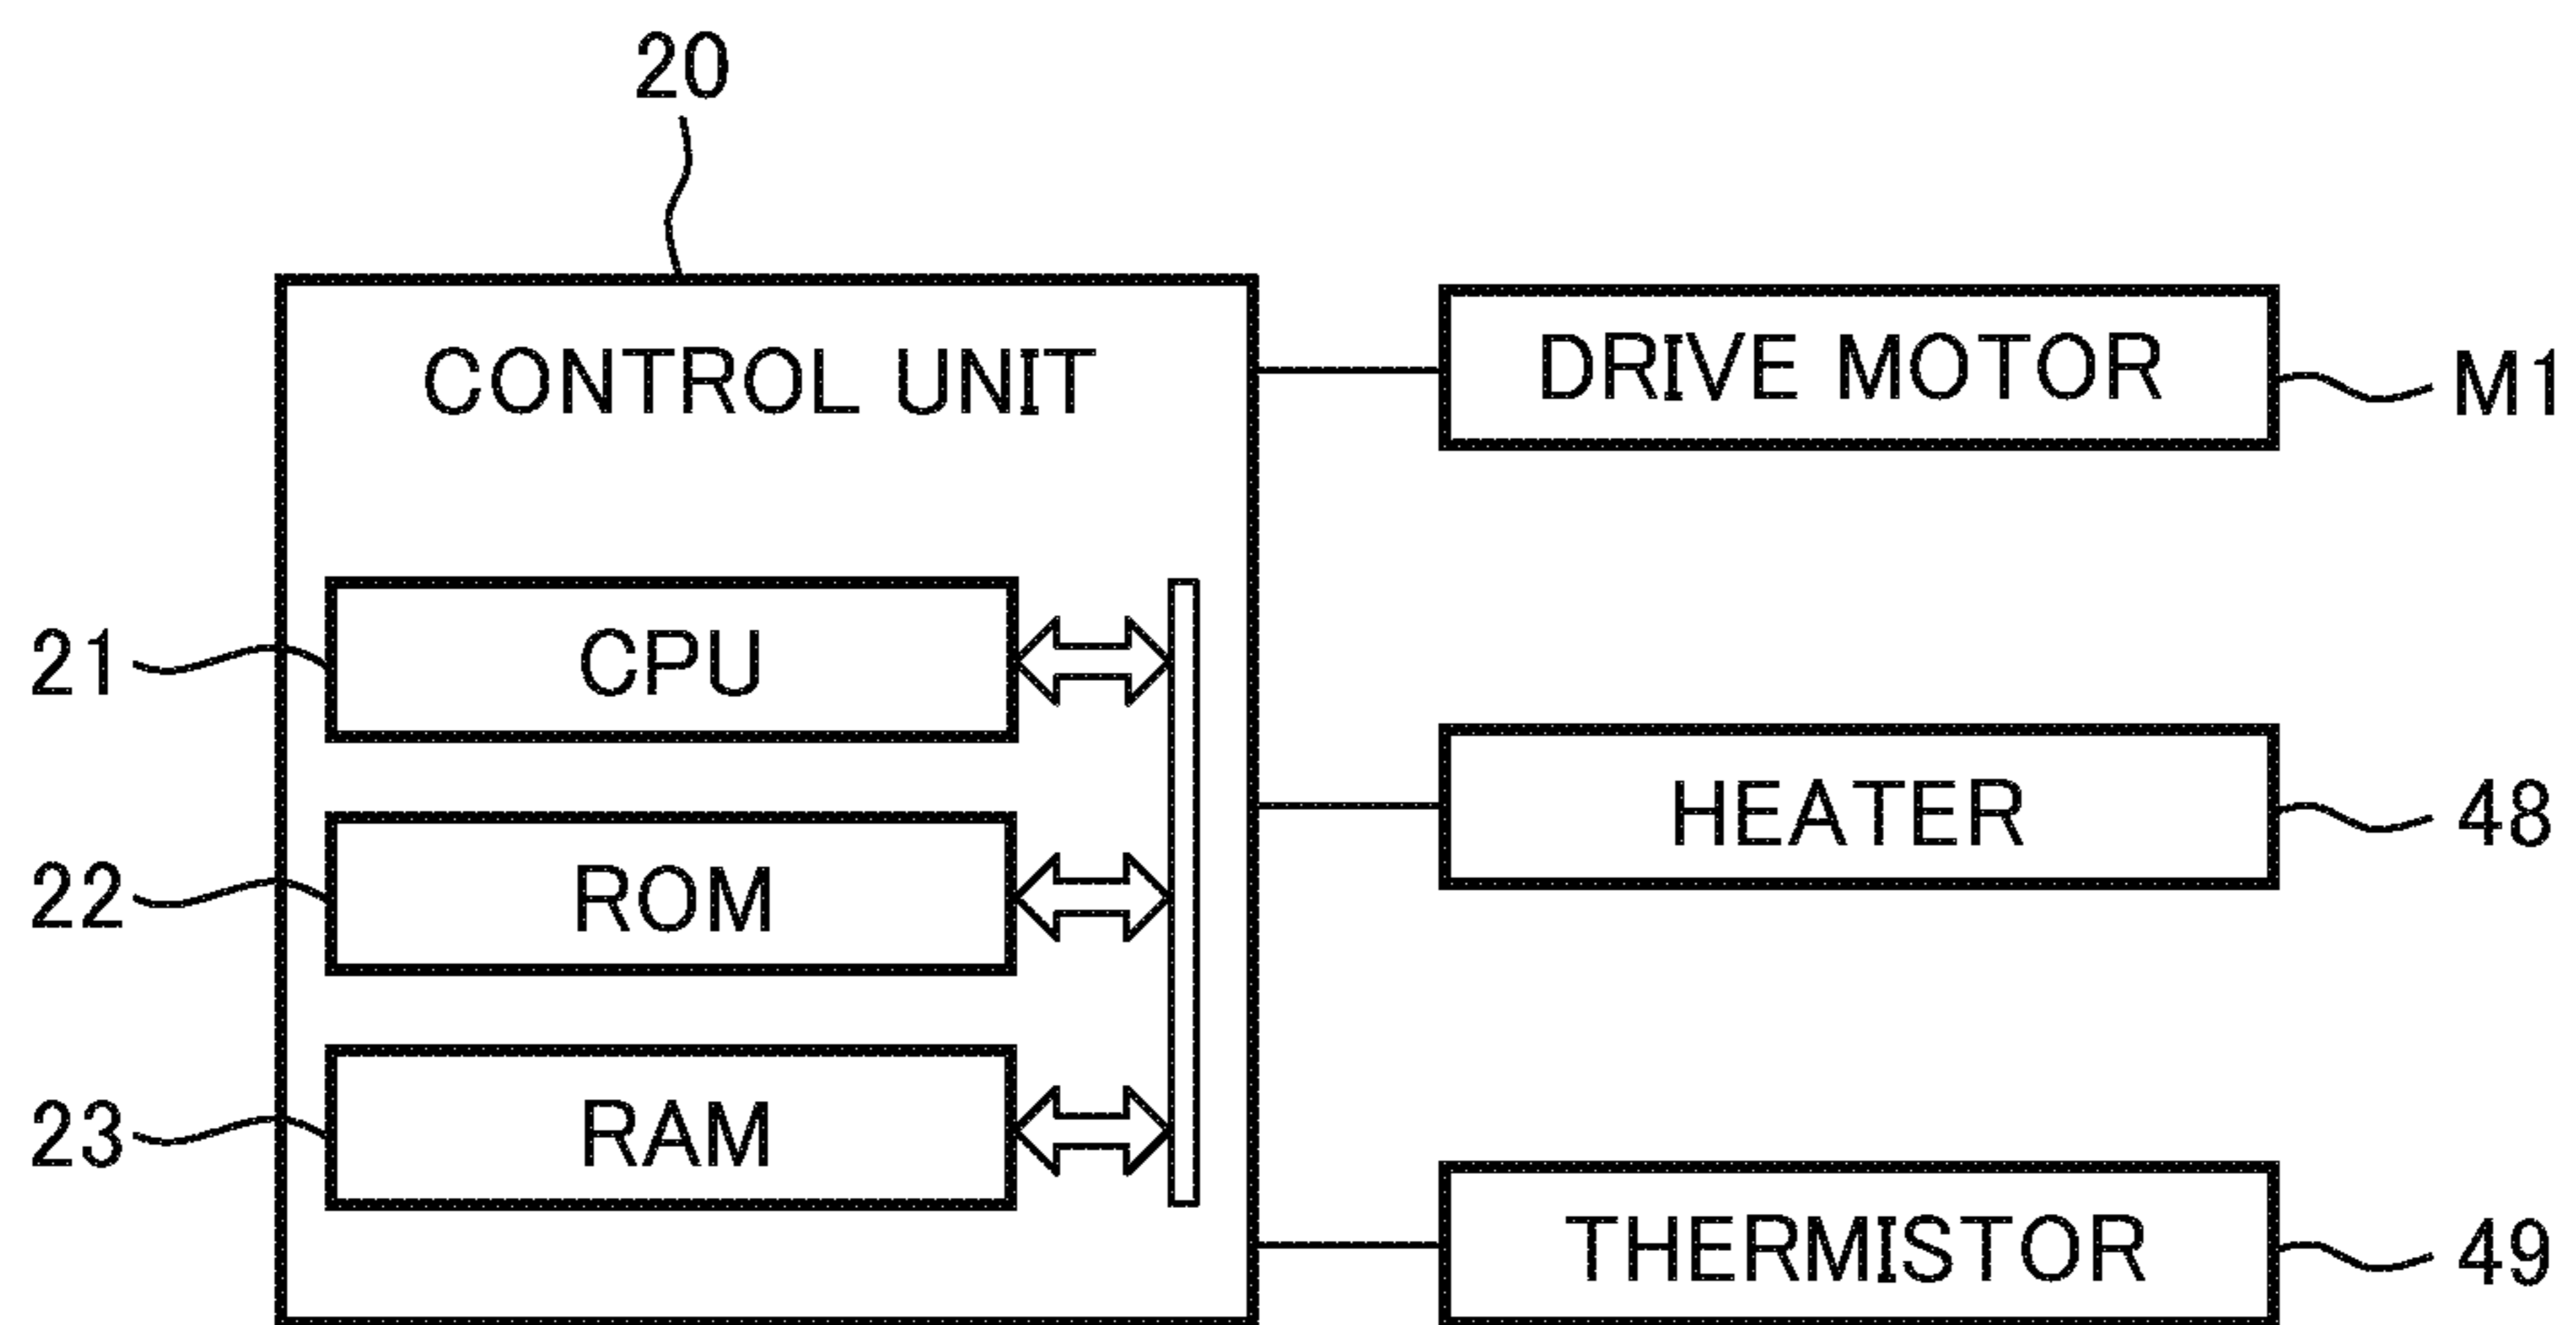 20
CONTROL UNIT
DRIVE MOTOR
M1
21
CPU
HEATER
48
22
ROM
23
RAM
THERMISTOR
49